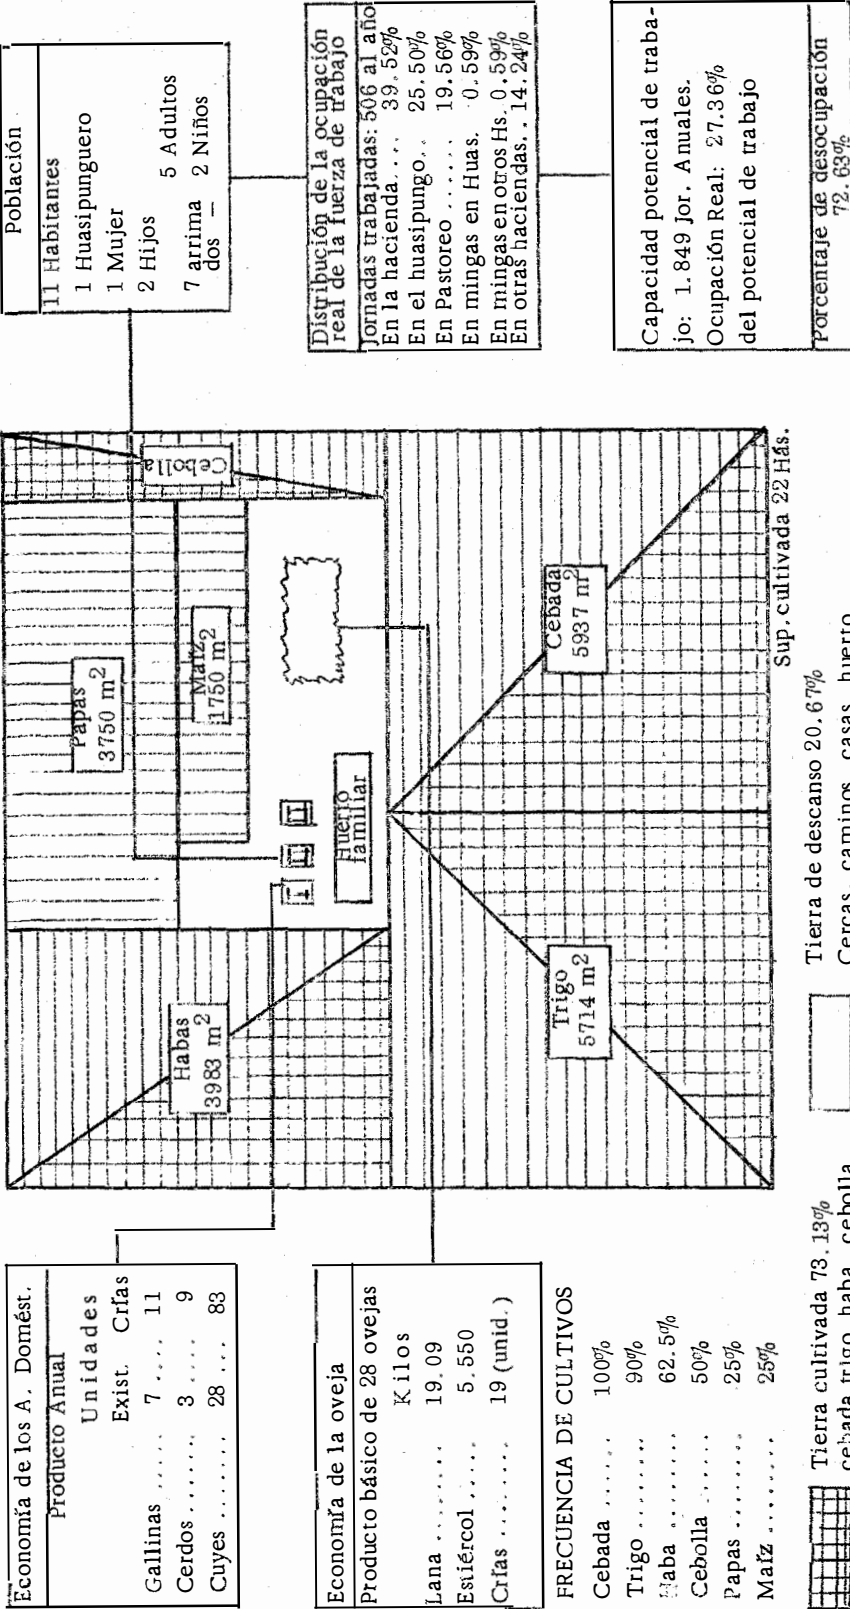 Economía de los A. Domést.
Producto Anual
Unidades
Exist. Crías
Gallinas ..... 7 .... 11
Cerdos ....... 3 .... 9
Cuyes ........ 28 ... 83
Economía de la oveja
Producto básico de 28 ovejas
Kilos
Lana ........ 19.09
Estiércol ..... 5.550
Crías ........ 19 (unid.)
FRECUENCIA DE CULTIVOS
Cebada ...... 100%
Trigo ........ 90%
Haba ........ 62.5%
Cebolla ...... 50%
Papas ........ 25%
Maíz ........ 25%
Habas
3983 m2
Papas
3750 m2
Maíz
1750 m2
Cebolla
Huerto
familiar
Trigo
5714 m2
Cebada
5937 m2
Sup. cultivada 22 Hás.
Tierra cultivada 73.13%
cebada trigo haba cebolla
Tierra de descanso 20.67%
Cercas, caminos, casas, huerto
Población
11 Habitantes
1 Huasipunguero
1 Mujer
2 Hijos
7 arrima
dos _
5 Adultos
2 Niños
Distribución de la ocupación
real de la fuerza de trabajo
Jornadas trabajadas: 506 al año
En la hacienda.... 39.52%
En el huasipungo.. 25.50%
En Pastoreo ...... 19.56%
En mingas en Huas. 0.59%
En mingas en otros Hs. 0.59%
En otras haciendas.. 14.24%
Capacidad potencial de traba-
jo: 1.849 Jor. Anuales.
Ocupación Real: 27.36%
del potencial de trabajo
Porcentaje de desocupación
72.63%